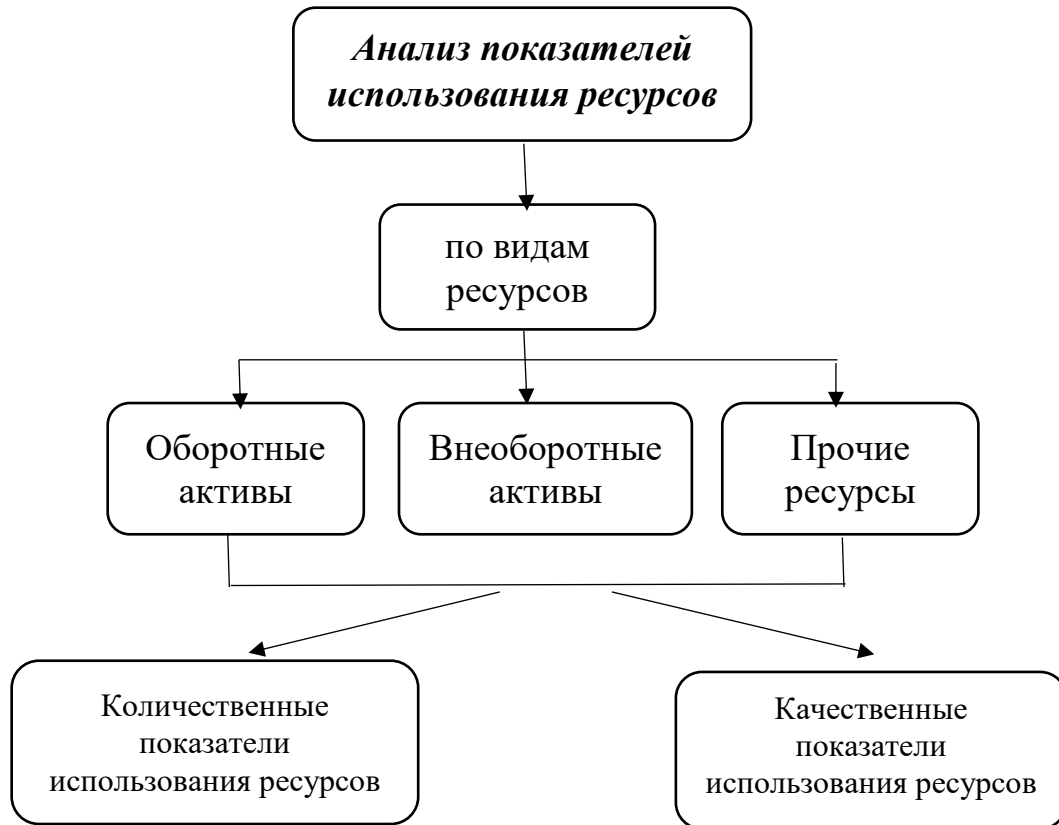 Анализ показателей
использования ресурсов
по видам
ресурсов
Оборотные
активы
Внеоборотные
активы
Прочие
ресурсы
Количественные
показатели
использования ресурсов
Качественные
показатели
использования ресурсов